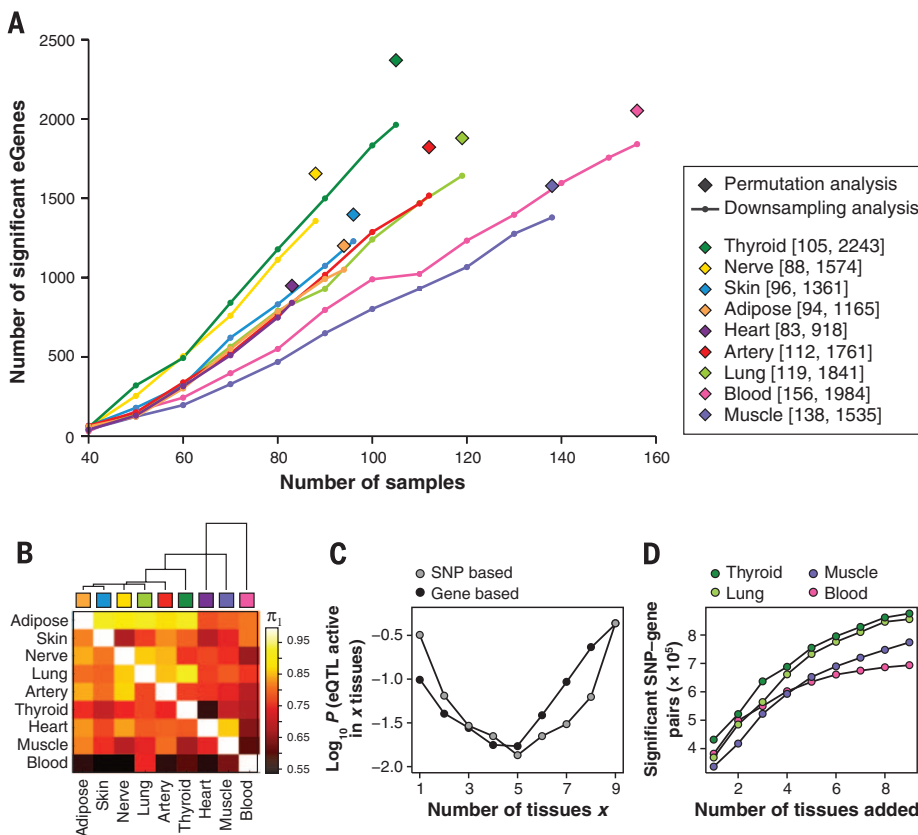 A
2500
2000
1500
1000
500
0
Number of significant eGenes
40
60
80
100
120
140
160
Number of samples
Permutation analysis
Downsampling analysis
Thyroid [105, 2243]
Nerve [88, 1574]
Skin [96, 1361]
Adipose [94, 1165]
Heart [83, 918]
Artery [112, 1761]
Lung [119, 1841]
Blood [156, 1984]
Muscle [138, 1535]
B
π1
Adipose
Skin
Nerve
Lung
Artery
Thyroid
Heart
Muscle
Blood
0.95
0.85
0.75
0.65
0.55
Adipose
Skin
Nerve
Lung
Artery
Thyroid
Heart
Muscle
Blood
C
SNP based
Gene based
Log10 P (eQTL active
in x tissues)
−0.5
−1.0
−1.5
−2.0
1
3
5
7
9
Number of tissues x
D
Thyroid
Muscle
Lung
Blood
Significant SNP–gene
pairs (× 10^5)
8
7
6
5
4
2
4
6
8
Number of tissues added